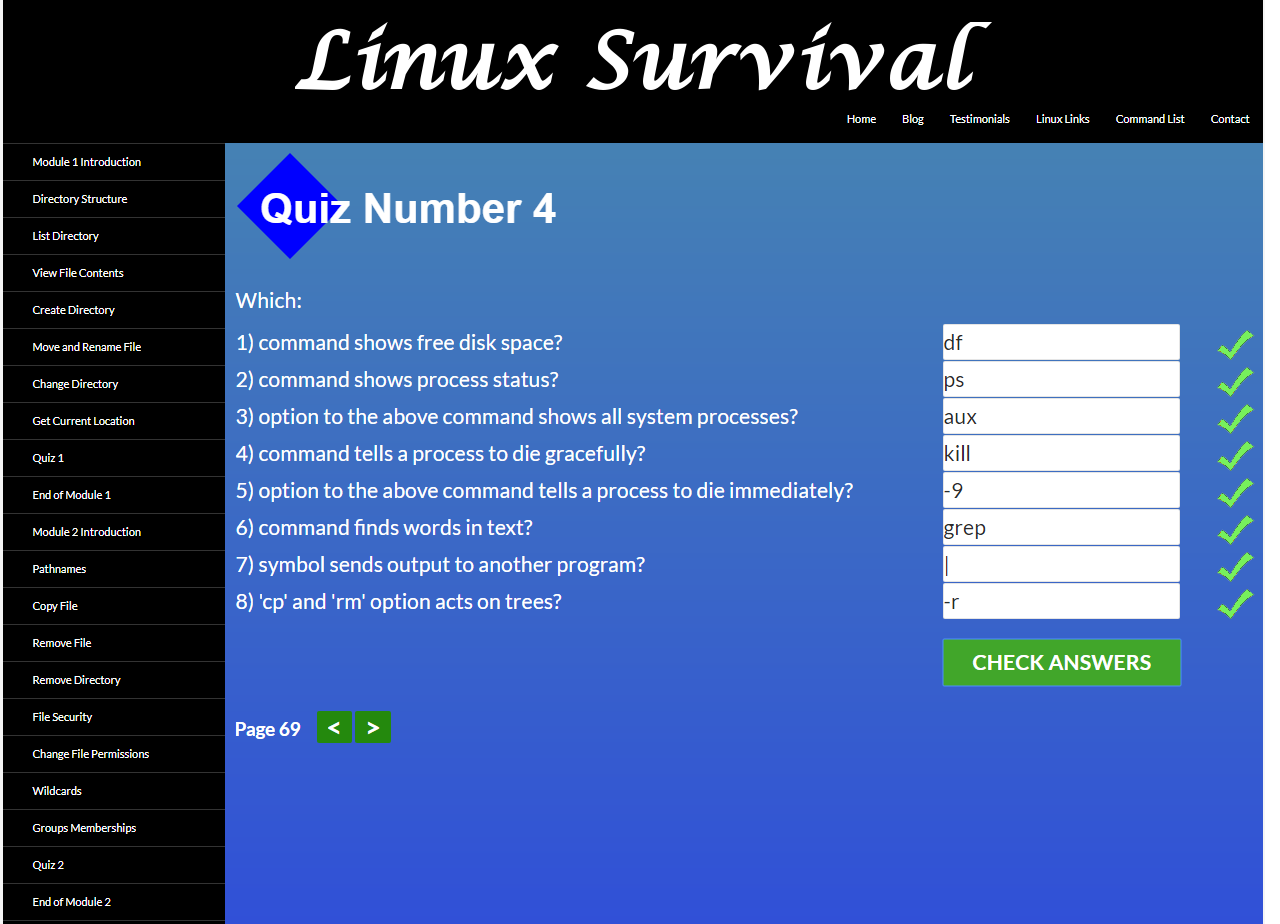 Linux Survival
Home Blog Testimonials Linux Links Command List Contact
Module 1 Introduction
Directory Structure
List Directory
View File Contents
Create Directory
Move and Rename File
Change Directory
Get Current Location
Quiz 1
End of Module 1
Module 2 Introduction
Pathnames
Copy File
Remove File
Remove Directory
File Security
Change File Permissions
Wildcards
Groups Memberships
Quiz 2
End of Module 2
Quiz Number 4
Which:
1) command shows free disk space? df
2) command shows process status? ps
3) option to the above command shows all system processes? aux
4) command tells a process to die gracefully? kill
5) option to the above command tells a process to die immediately? -9
6) command finds words in text? grep
7) symbol sends output to another program? |
8) 'cp' and 'rm' option acts on trees? -r
CHECK ANSWERS
Page 69 < >